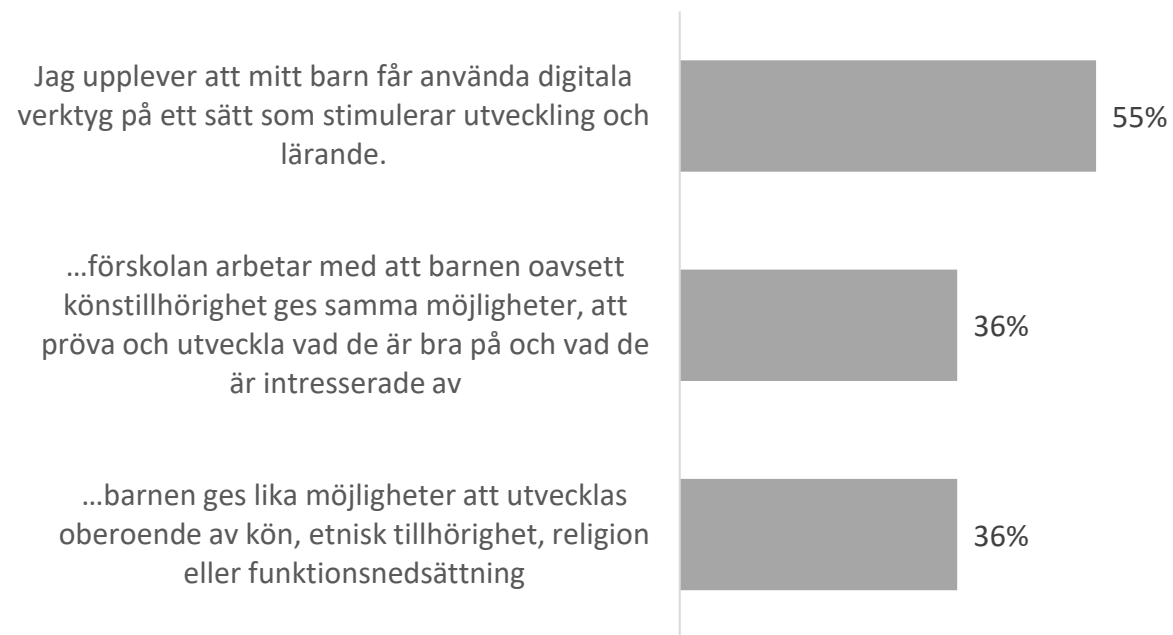 Jag upplever att mitt barn får använda digitala
verktyg på ett sätt som stimulerar utveckling och
lärande.
55%
...förskolan arbetar med att barnen oavsett
könstillhörighet ges samma möjligheter, att
pröva och utveckla vad de är bra på och vad de
är intresserade av
36%
...barnen ges lika möjligheter att utvecklas
oberoende av kön, etnisk tillhörighet, religion
eller funktionsnedsättning
36%